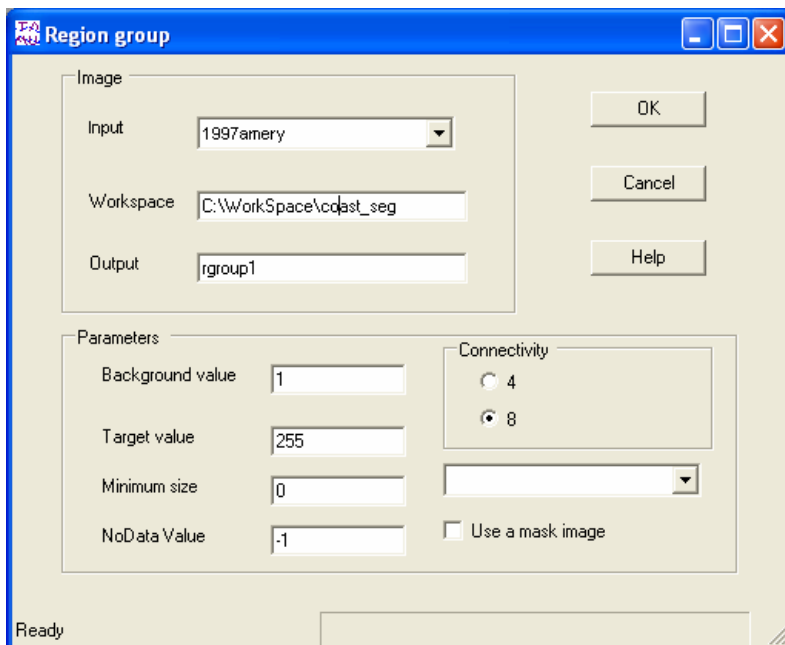 Region group
Image
Input
1997amery
Workspace
C:\WorkSpace\coast_seg
Output
rgroup1
OK
Cancel
Help
Parameters
Background value
1
Target value
255
Minimum size
0
NoData Value
-1
Connectivity
4
8
Use a mask image
Ready